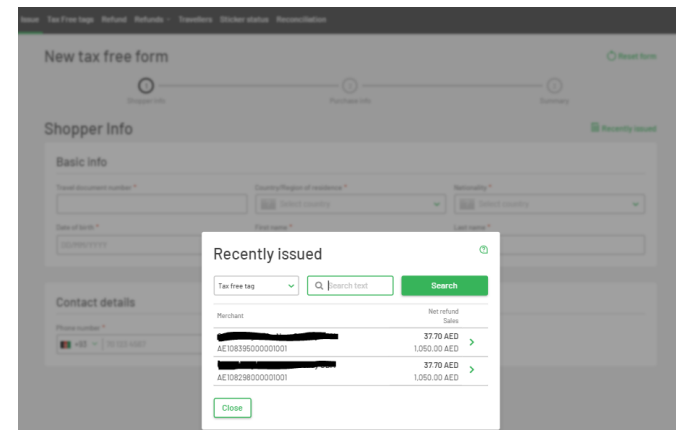 Issue Tax Free tags Refund Refunds Travellers Sticker status Reconciliation
New tax free form
Reset form
Shopper Info
Purchase Info
Summary
Shopper Info
Recently issued
Basic info
Travel document number *
Country/Region of residence *
Nationality *
Select country
Select country
Date of birth *
First name *
Last name *
DD/MM/YYYY
Contact details
Phone number *
+93
Recently issued
Tax free tag
Search text
Search
Merchant
Net refund
Sales
37.70 AED
AE108395000001001
1,050.00 AED
37.70 AED
AE108298000001001
1,050.00 AED
Close